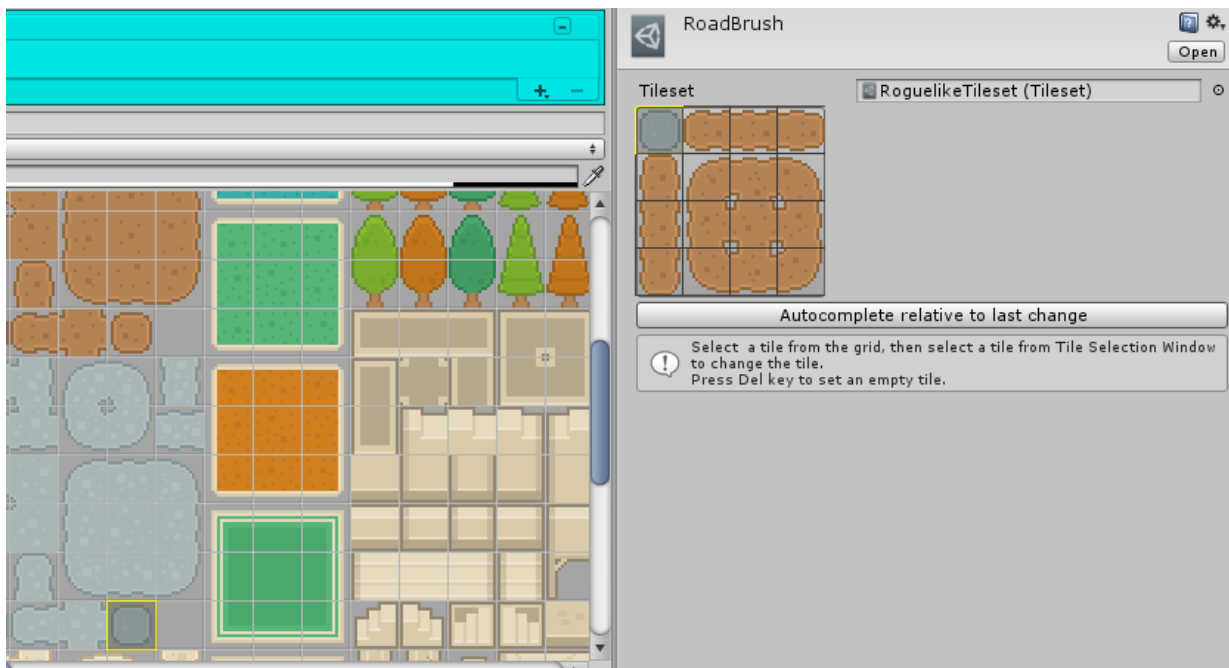 RoadBrush
Open
Tileset
RoguelikeTileset (Tileset)
Autocomplete relative to last change
Select  a tile from the grid, then select a tile from Tile Selection Window
to change the tile.
Press Del key to set an empty tile.